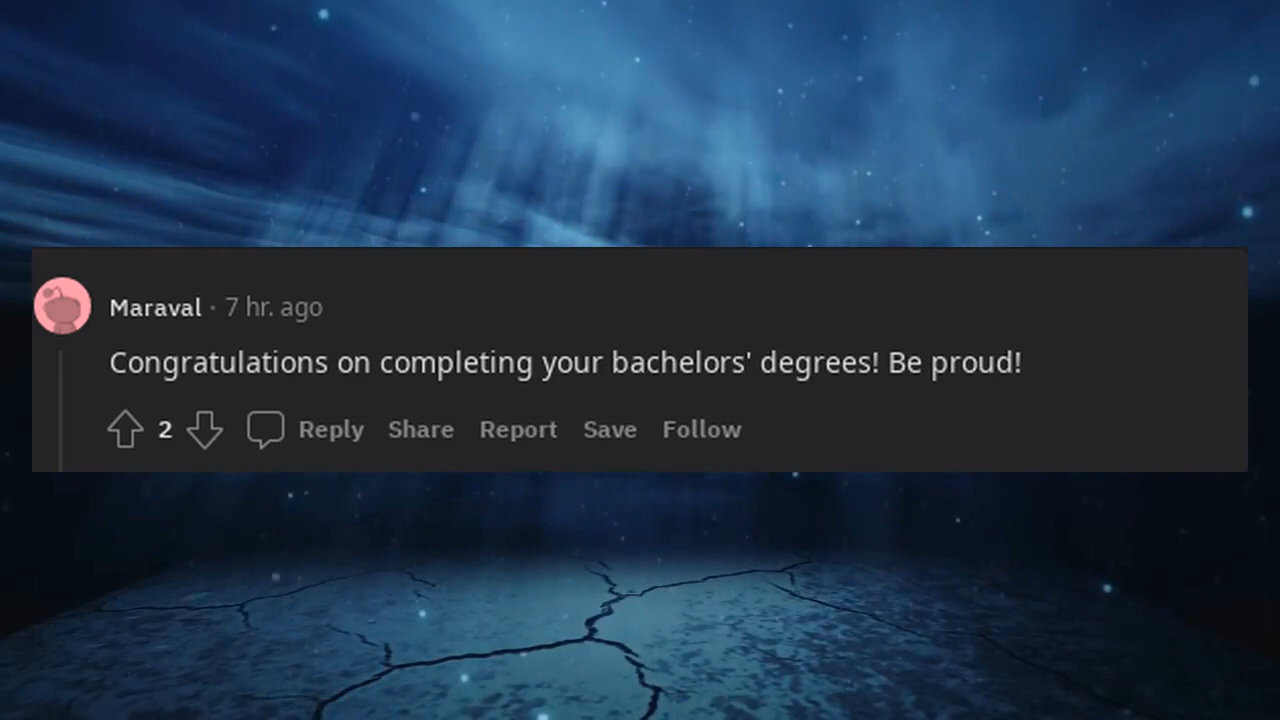 Maraval · 7 hr. ago
Congratulations on completing your bachelors' degrees! Be proud!
2 Reply Share Report Save Follow